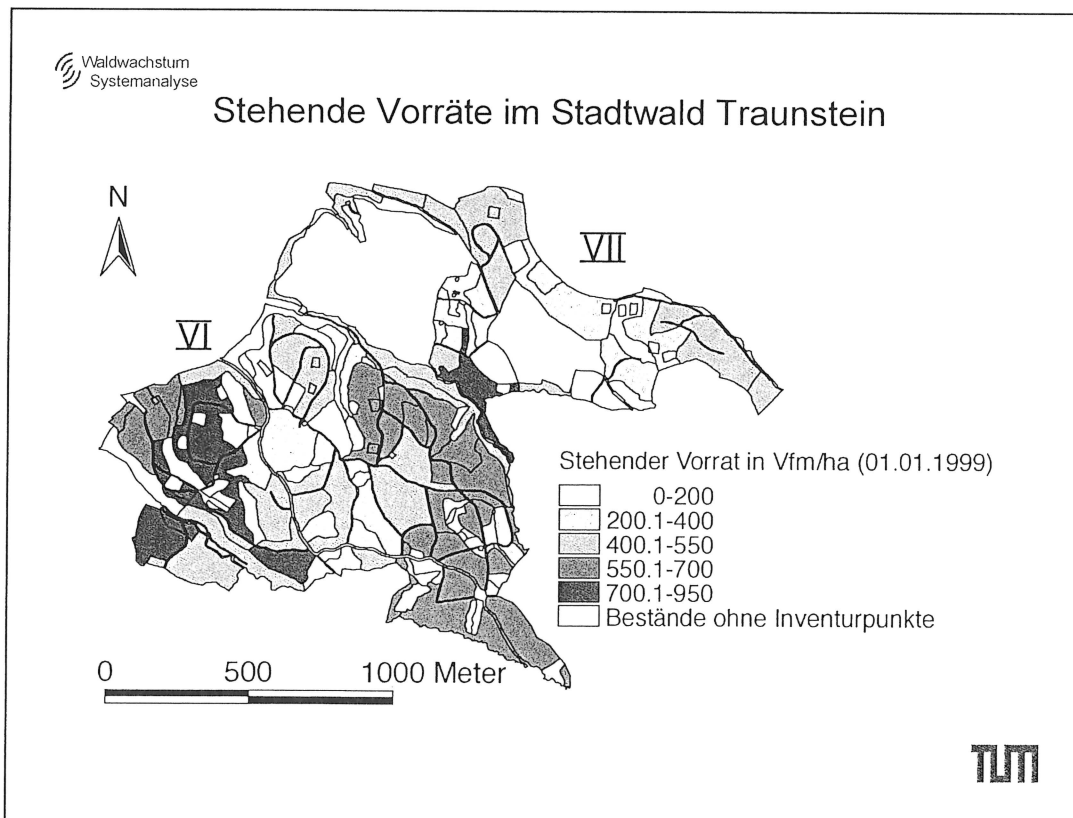 Waldwachstum
Systemanalyse
Stehende Vorräte im Stadtwald Traunstein
N
VII
VI
Stehender Vorrat in Vfm/ha (01.01.1999)
0-200
200.1-400
400.1-550
550.1-700
700.1-950
Bestände ohne Inventurpunkte
0 500 1000 Meter
TUM